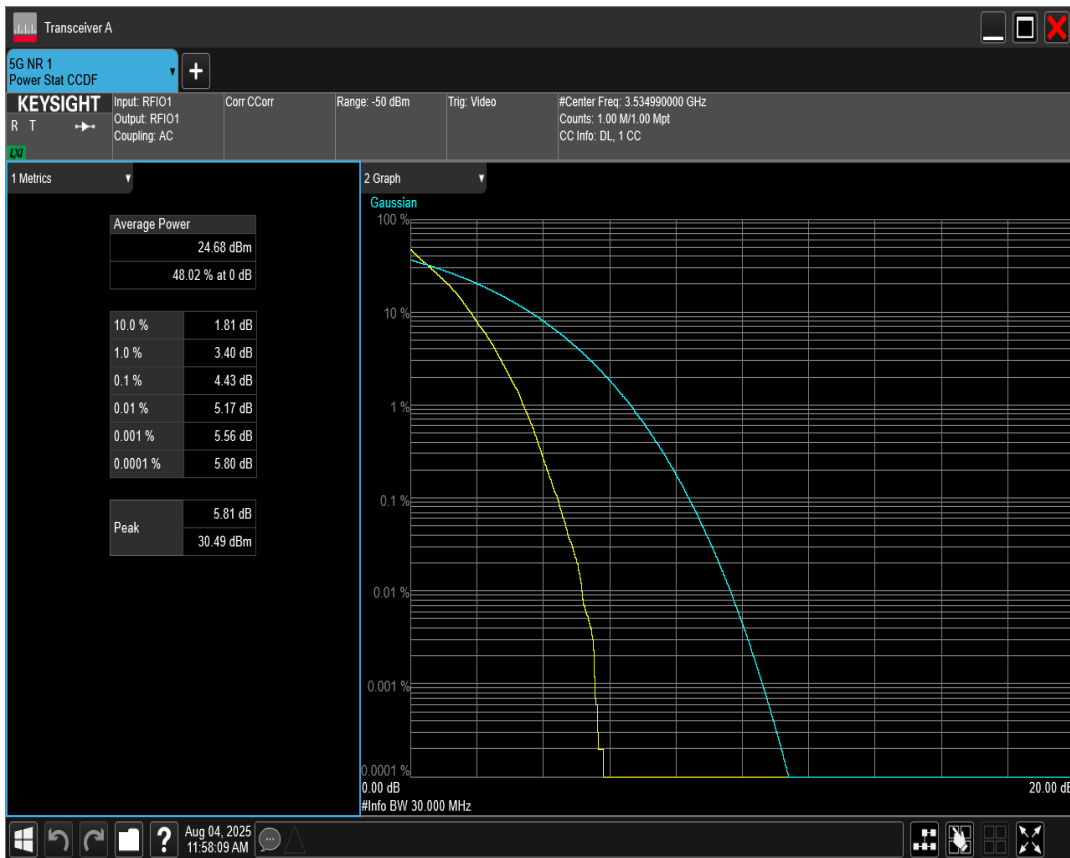 Transceiver A
5G NR 1
Power Stat CCDF
KEYSIGHT
R T
LXI
Input: RFIO1
Output: RFIO1
Coupling: AC
Corr CCorr
Range: -50 dBm
Trig: Video
#Center Freq: 3.534990000 GHz
Counts: 1.00 M/1.00 Mpt
CC Info: DL, 1 CC
1 Metrics
Average Power
24.68 dBm
48.02 % at 0 dB
10.0 % 1.81 dB
1.0 % 3.40 dB
0.1 % 4.43 dB
0.01 % 5.17 dB
0.001 % 5.56 dB
0.0001 % 5.80 dB
Peak 5.81 dB
30.49 dBm
2 Graph
Gaussian
100 %
10 %
1 %
0.1 %
0.01 %
0.001 %
0.0001 %
0.00 dB 20.00 dB
#Info BW 30.000 MHz
?
Aug 04, 2025
11:58:09 AM